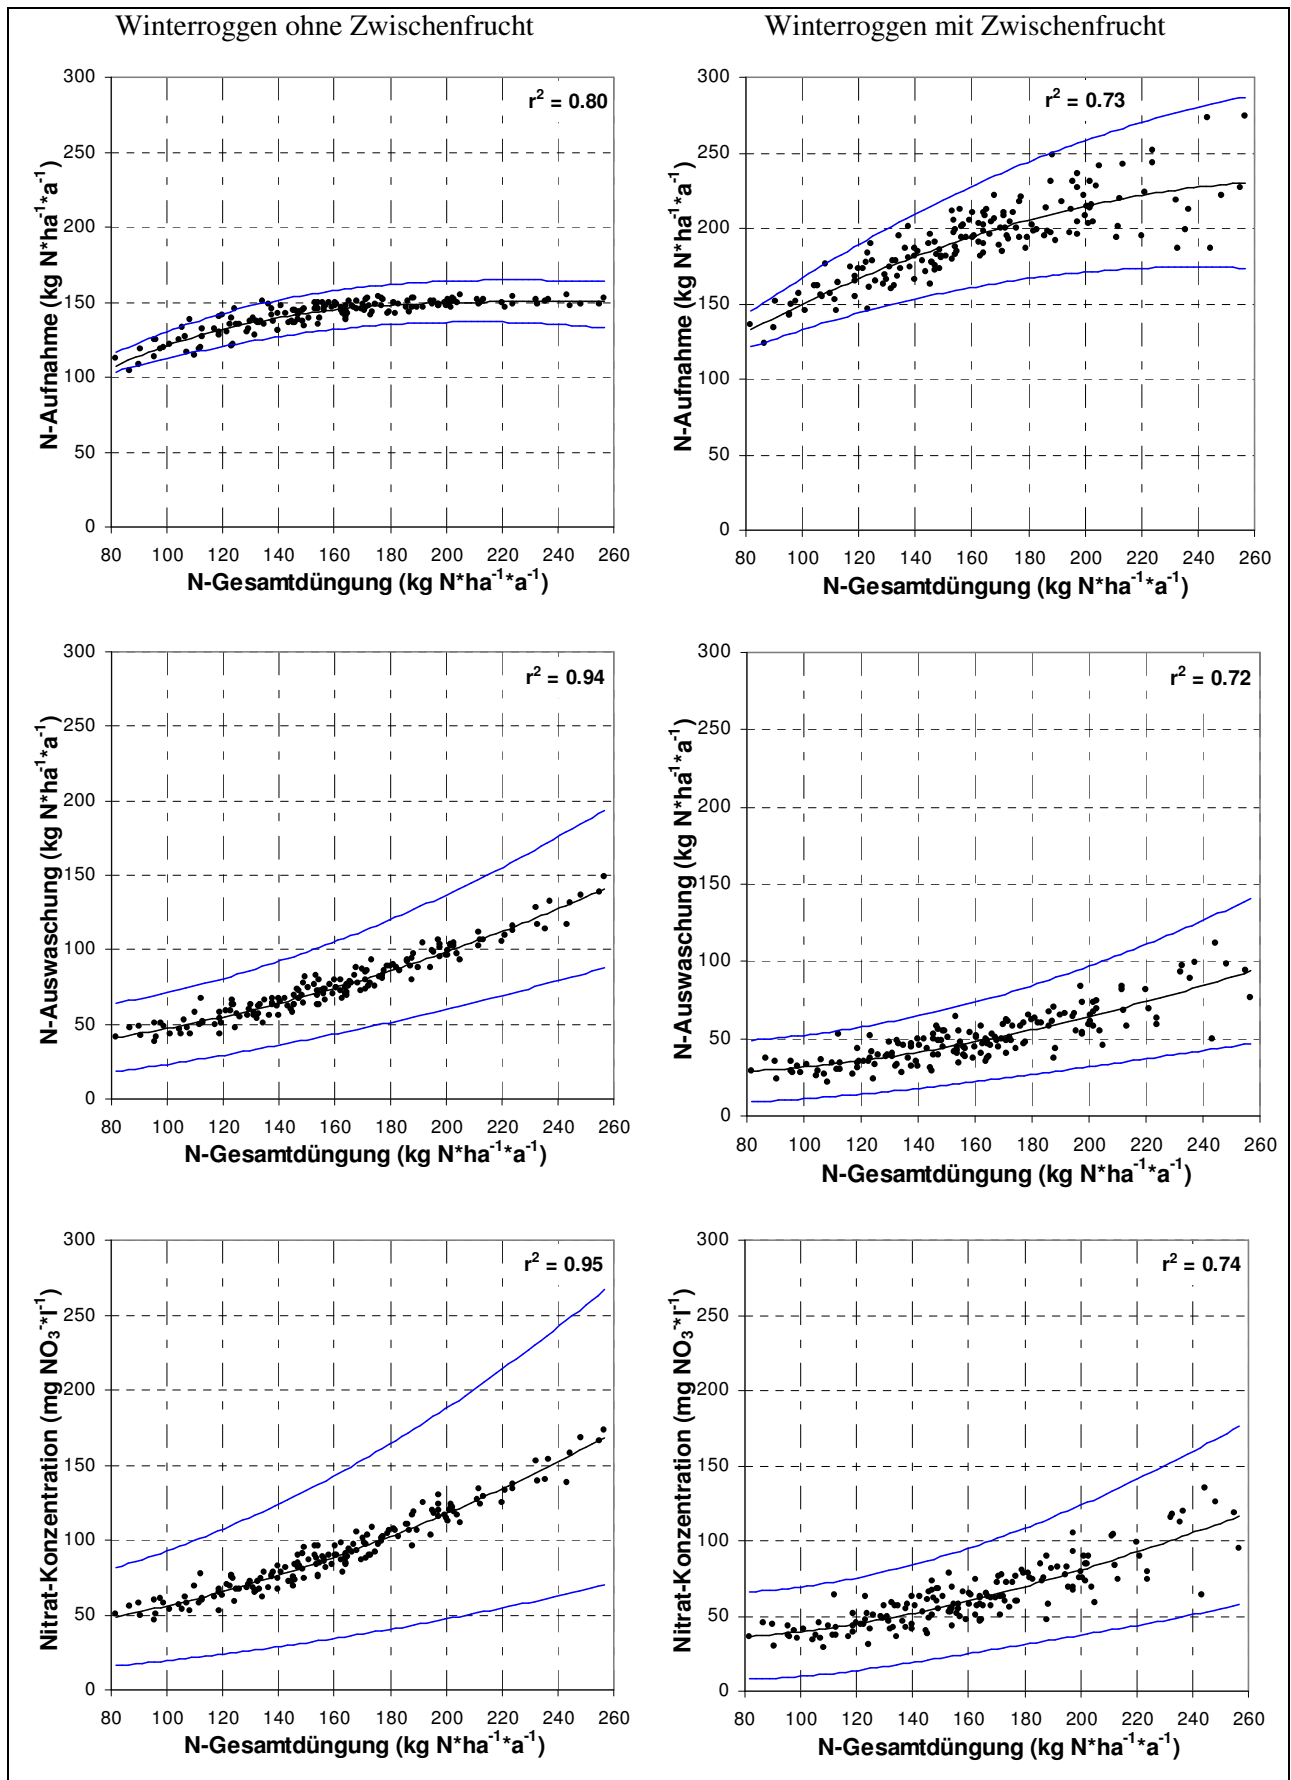 Winterroggen ohne Zwischenfrucht
Winterroggen mit Zwischenfrucht
r² = 0.80
300
250
200
150
100
50
0
N-Aufnahme (kg N*ha⁻¹*a⁻¹)
80 100 120 140 160 180 200 220 240 260
N-Gesamtdüngung (kg N*ha⁻¹*a⁻¹)
r² = 0.73
300
250
200
150
100
50
0
N-Aufnahme (kg N*ha⁻¹*a⁻¹)
80 100 120 140 160 180 200 220 240 260
N-Gesamtdüngung (kg N*ha⁻¹*a⁻¹)
r² = 0.94
300
250
200
150
100
50
0
N-Auswaschung (kg N*ha⁻¹*a⁻¹)
80 100 120 140 160 180 200 220 240 260
N-Gesamtdüngung (kg N*ha⁻¹*a⁻¹)
r² = 0.72
300
250
200
150
100
50
0
N-Auswaschung (kg N*ha⁻¹*a⁻¹)
80 100 120 140 160 180 200 220 240 260
N-Gesamtdüngung (kg N*ha⁻¹*a⁻¹)
r² = 0.95
300
250
200
150
100
50
0
Nitrat-Konzentration (mg NO₃⁻*l⁻¹)
80 100 120 140 160 180 200 220 240 260
N-Gesamtdüngung (kg N*ha⁻¹*a⁻¹)
r² = 0.74
300
250
200
150
100
50
0
Nitrat-Konzentration (mg NO₃⁻*l⁻¹)
80 100 120 140 160 180 200 220 240 260
N-Gesamtdüngung (kg N*ha⁻¹*a⁻¹)